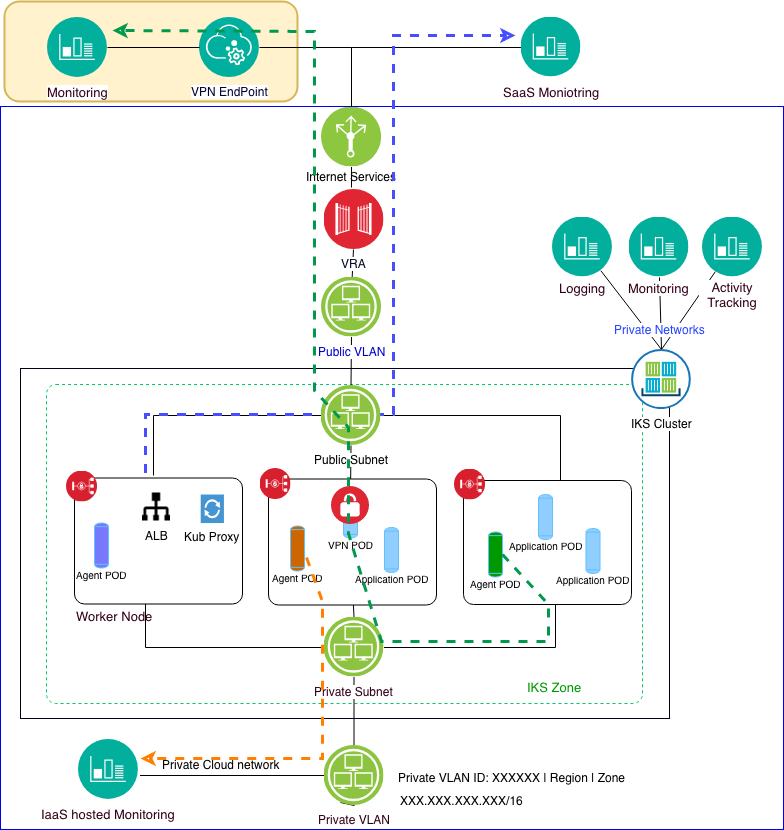 Monitoring
VPN EndPoint
SaaS Moniotring
Internet Services
VRA
Logging
Monitoring
Activity
Tracking
Private Networks
Public VLAN
IKS Cluster
Public Subnet
ALB
Kub Proxy
Agent POD
VPN POD
Agent POD
Application POD
Application POD
Agent POD
Application POD
Worker Node
Private Subnet
IKS Zone
Private Cloud network
IaaS hosted Monitoring
Private VLAN ID: XXXXXX | Region | Zone
XXX.XXX.XXX.XXX/16
Private VLAN